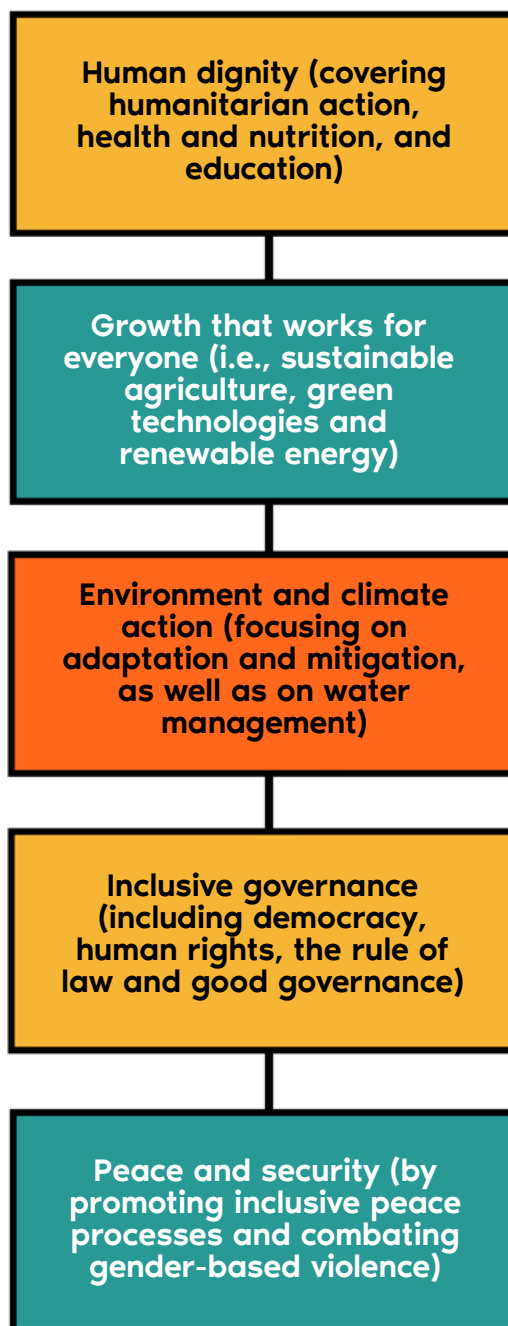 Human dignity (covering
humanitarian action,
health and nutrition, and
education)
Growth that works for
everyone (i.e., sustainable
agriculture, green
technologies and
renewable energy)
Environment and climate
action (focusing on
adaptation and mitigation,
as well as on water
management)
Inclusive governance
(including democracy,
human rights, the rule of
law and good governance)
Peace and security (by
promoting inclusive peace
processes and combating
gender-based violence)